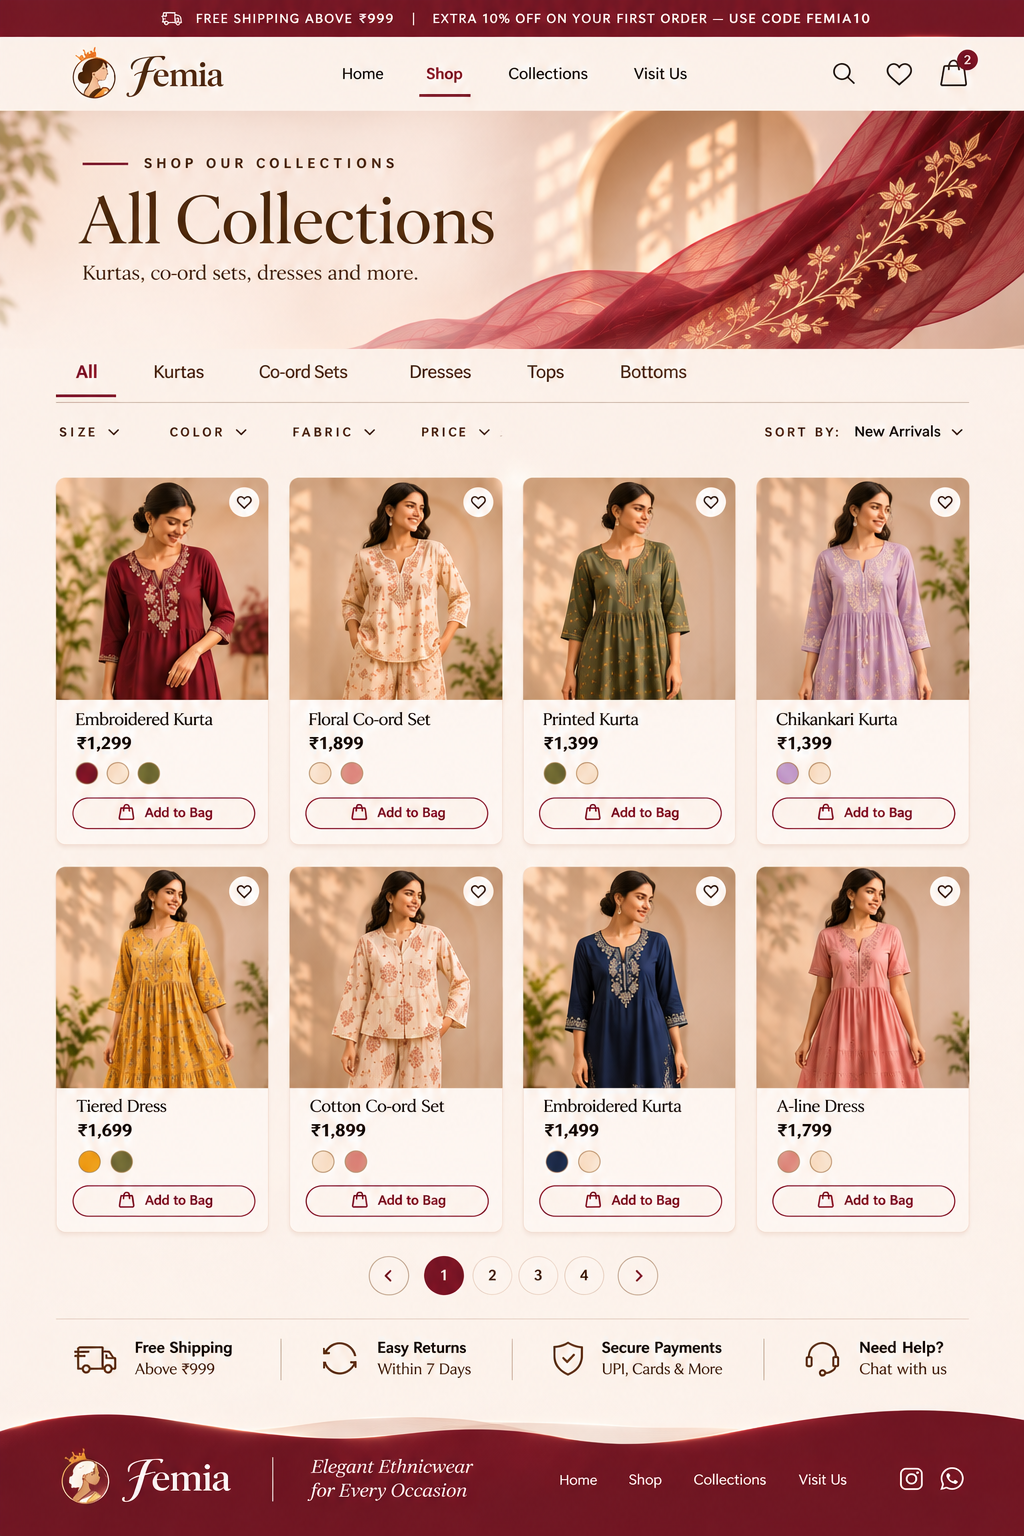 FREE SHIPPING ABOVE ₹999 | EXTRA 10% OFF ON YOUR FIRST ORDER — USE CODE FEMIA10
Femia
Home Shop Collections Visit Us
2
SHOP OUR COLLECTIONS
All Collections
Kurtas, co-ord sets, dresses and more.
All Kurtas Co-ord Sets Dresses Tops Bottoms
SIZE COLOR FABRIC PRICE SORT BY: New Arrivals
Embroidered Kurta
₹1,299
Add to Bag
Floral Co-ord Set
₹1,899
Add to Bag
Printed Kurta
₹1,399
Add to Bag
Chikankari Kurta
₹1,399
Add to Bag
Tiered Dress
₹1,699
Add to Bag
Cotton Co-ord Set
₹1,899
Add to Bag
Embroidered Kurta
₹1,499
Add to Bag
A-line Dress
₹1,799
Add to Bag
1 2 3 4
Free Shipping
Above ₹999
Easy Returns
Within 7 Days
Secure Payments
UPI, Cards & More
Need Help?
Chat with us
Femia
Elegant Ethnicwear
for Every Occasion
Home Shop Collections Visit Us